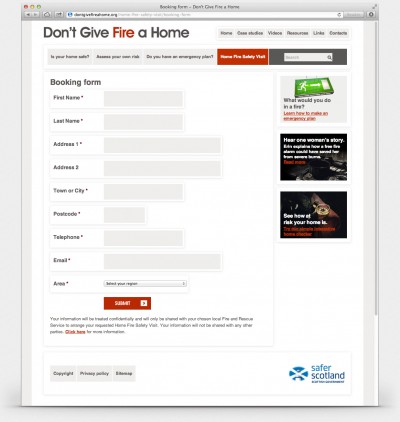 Booking form – Don't Give Fire a Home
dontgivefireahome.org/home-fire-safety-visit/booking-form
Don't Give Fire a Home
Home Case studies Videos Resources Links Contacts
Is your home safe? Assess your own risk Do you have an emergency plan? Home Fire Safety Visit Search:
Booking form
First Name *
Last Name *
Address 1 *
Address 2
Town or City *
Postcode *
Telephone *
Email *
Area * Select your region
SUBMIT
Your information will be treated confidentially and will only be shared with your chosen local Fire and Rescue
Service to arrange your requested Home Fire Safety Visit. Your information will not be shared with any other
parties. Click here for more information.
What would you do
in a fire?
Learn how to make an
emergency plan
Hear one woman's story.
Erin explains how a free fire
alarm could have saved her
from severe burns.
Read more
See how at
risk your home is.
Try our simple interactive
home checker
Copyright Privacy policy Sitemap
safer
scotland
SCOTTISH GOVERNMENT